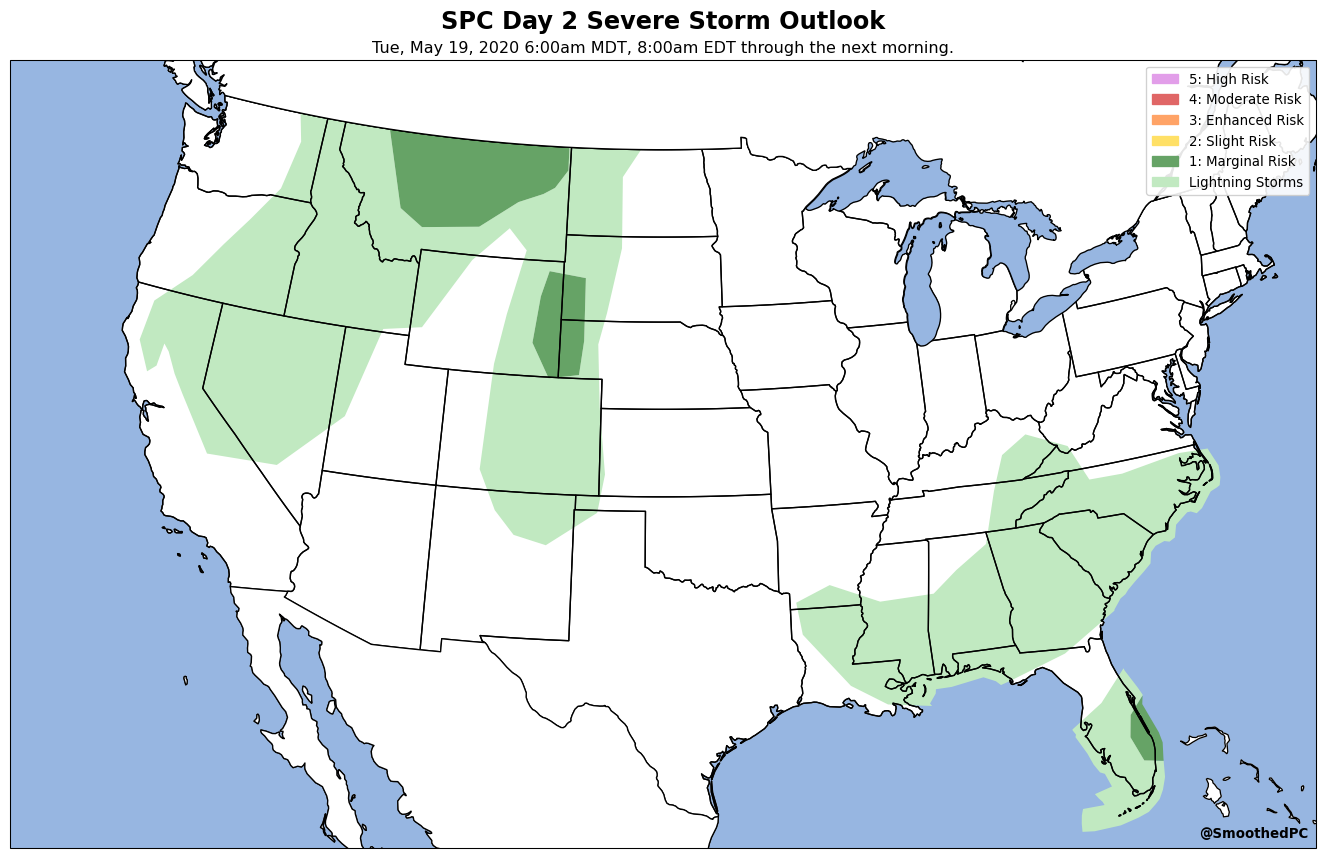 SPC Day 2 Severe Storm Outlook
Tue, May 19, 2020 6:00am MDT, 8:00am EDT through the next morning.
5: High Risk
4: Moderate Risk
3: Enhanced Risk
2: Slight Risk
1: Marginal Risk
Lightning Storms
@SmoothedPC